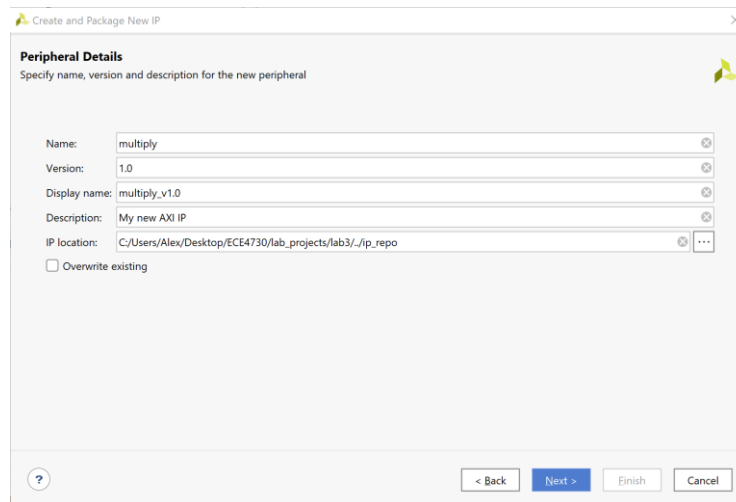 Create and Package New IP
Peripheral Details
Specify name, version and description for the new peripheral
Name: multiply
Version: 1.0
Display name: multiply_v1.0
Description: My new AXI IP
IP location: C:/Users/Alex/Desktop/ECE4730/lab_projects/lab3/../ip_repo ...
Overwrite existing
? < Back Next > Finish Cancel